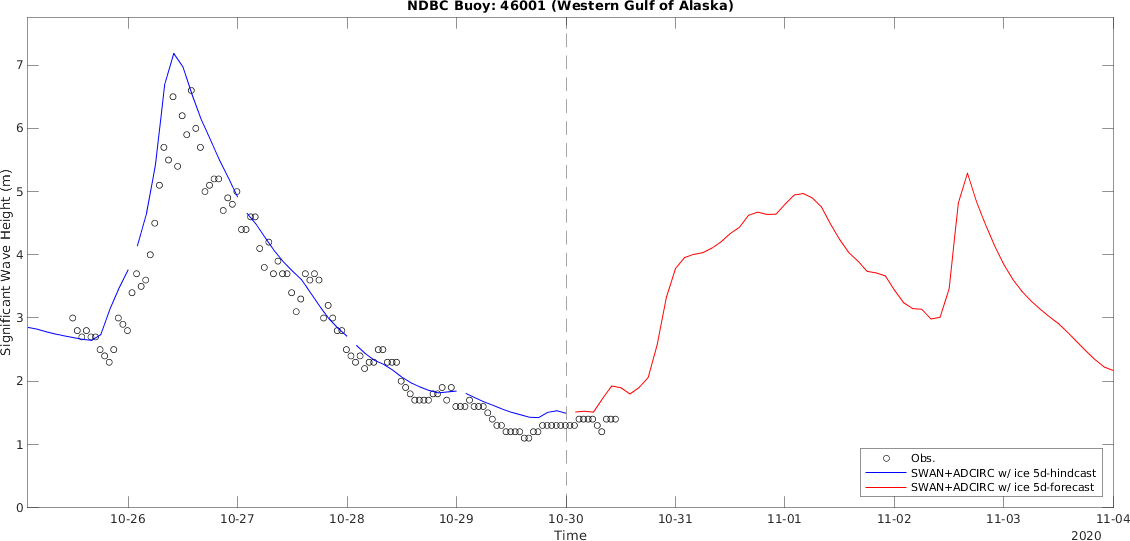 NDBC Buoy: 46001 (Western Gulf of Alaska)
Significant Wave Height (m)
7
6
5
4
3
2
1
0
Obs.
SWAN+ADCIRC w/ ice 5d-hindcast
SWAN+ADCIRC w/ ice 5d-forecast
10-26 10-27 10-28 10-29 10-30 10-31 11-01 11-02 11-03 11-04
Time
2020